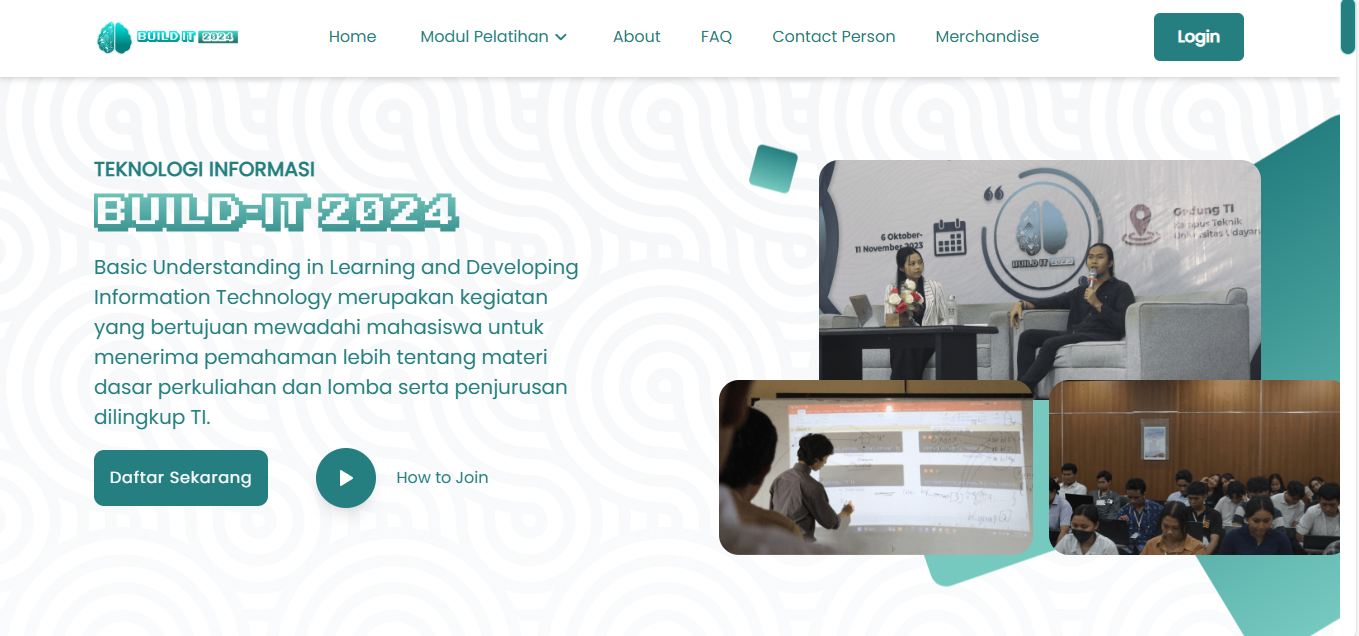 BUILD IT 2024
Home
Modul Pelatihan
About
FAQ
Contact Person
Merchandise
Login
TEKNOLOGI INFORMASI
BUILD-IT 2024
Basic Understanding in Learning and Developing
Information Technology merupakan kegiatan
yang bertujuan mewadahi mahasiswa untuk
menerima pemahaman lebih tentang materi
dasar perkuliahan dan lomba serta penjurusan
dilingkup TI.
Daftar Sekarang
How to Join
6 Oktober-
11 November 2023
BUILD IT
Gedung TI
Kampus Teknik
Universitas Udayan